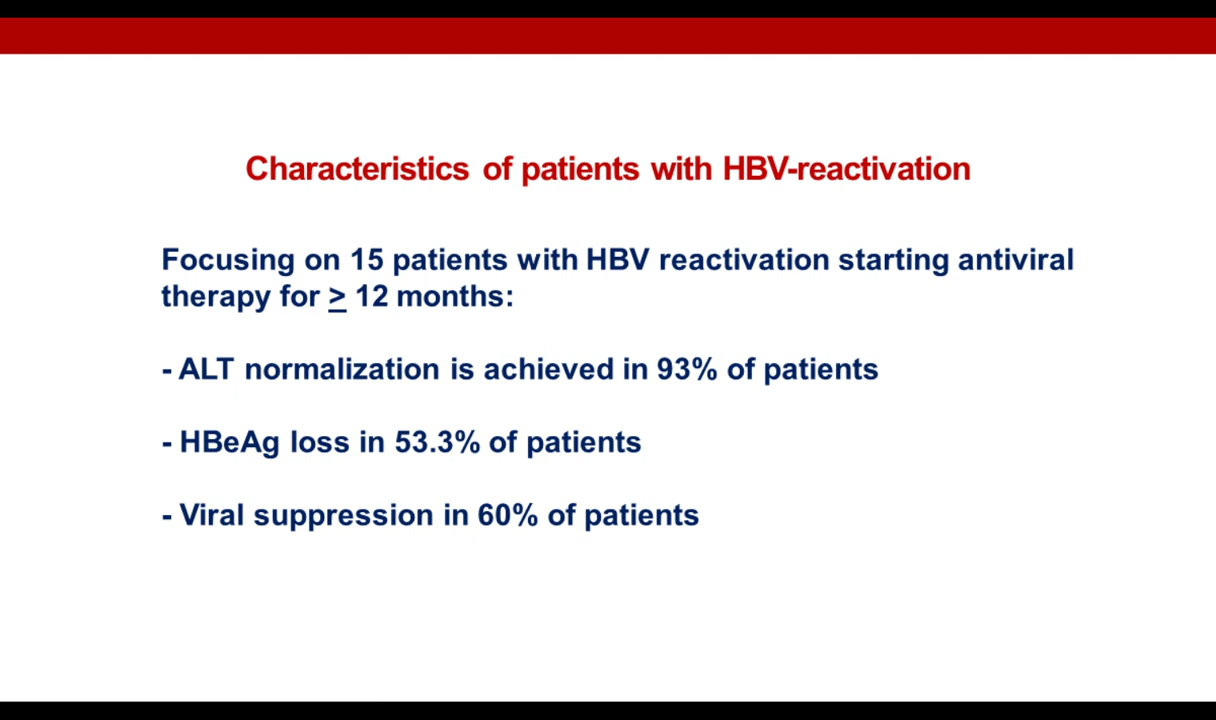 Characteristics of patients with HBV-reactivation
Focusing on 15 patients with HBV reactivation starting antiviral
therapy for ≥ 12 months:
- ALT normalization is achieved in 93% of patients
- HBeAg loss in 53.3% of patients
- Viral suppression in 60% of patients